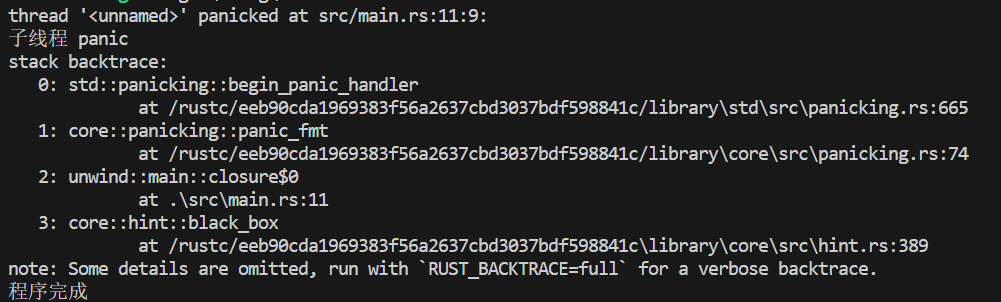 thread '<unnamed>' panicked at src/main.rs:11:9:
子线程 panic
stack backtrace:
   0: std::panicking::begin_panic_handler
             at /rustc/eeb90cda1969383f56a2637cbd3037bdf598841c/library\std\src\panicking.rs:665
   1: core::panicking::panic_fmt
             at /rustc/eeb90cda1969383f56a2637cbd3037bdf598841c/library\core\src\panicking.rs:74
   2: unwind::main::closure$0
             at .\src\main.rs:11
   3: core::hint::black_box
             at /rustc/eeb90cda1969383f56a2637cbd3037bdf598841c\library\core\src\hint.rs:389
note: Some details are omitted, run with `RUST_BACKTRACE=full` for a verbose backtrace.
程序完成